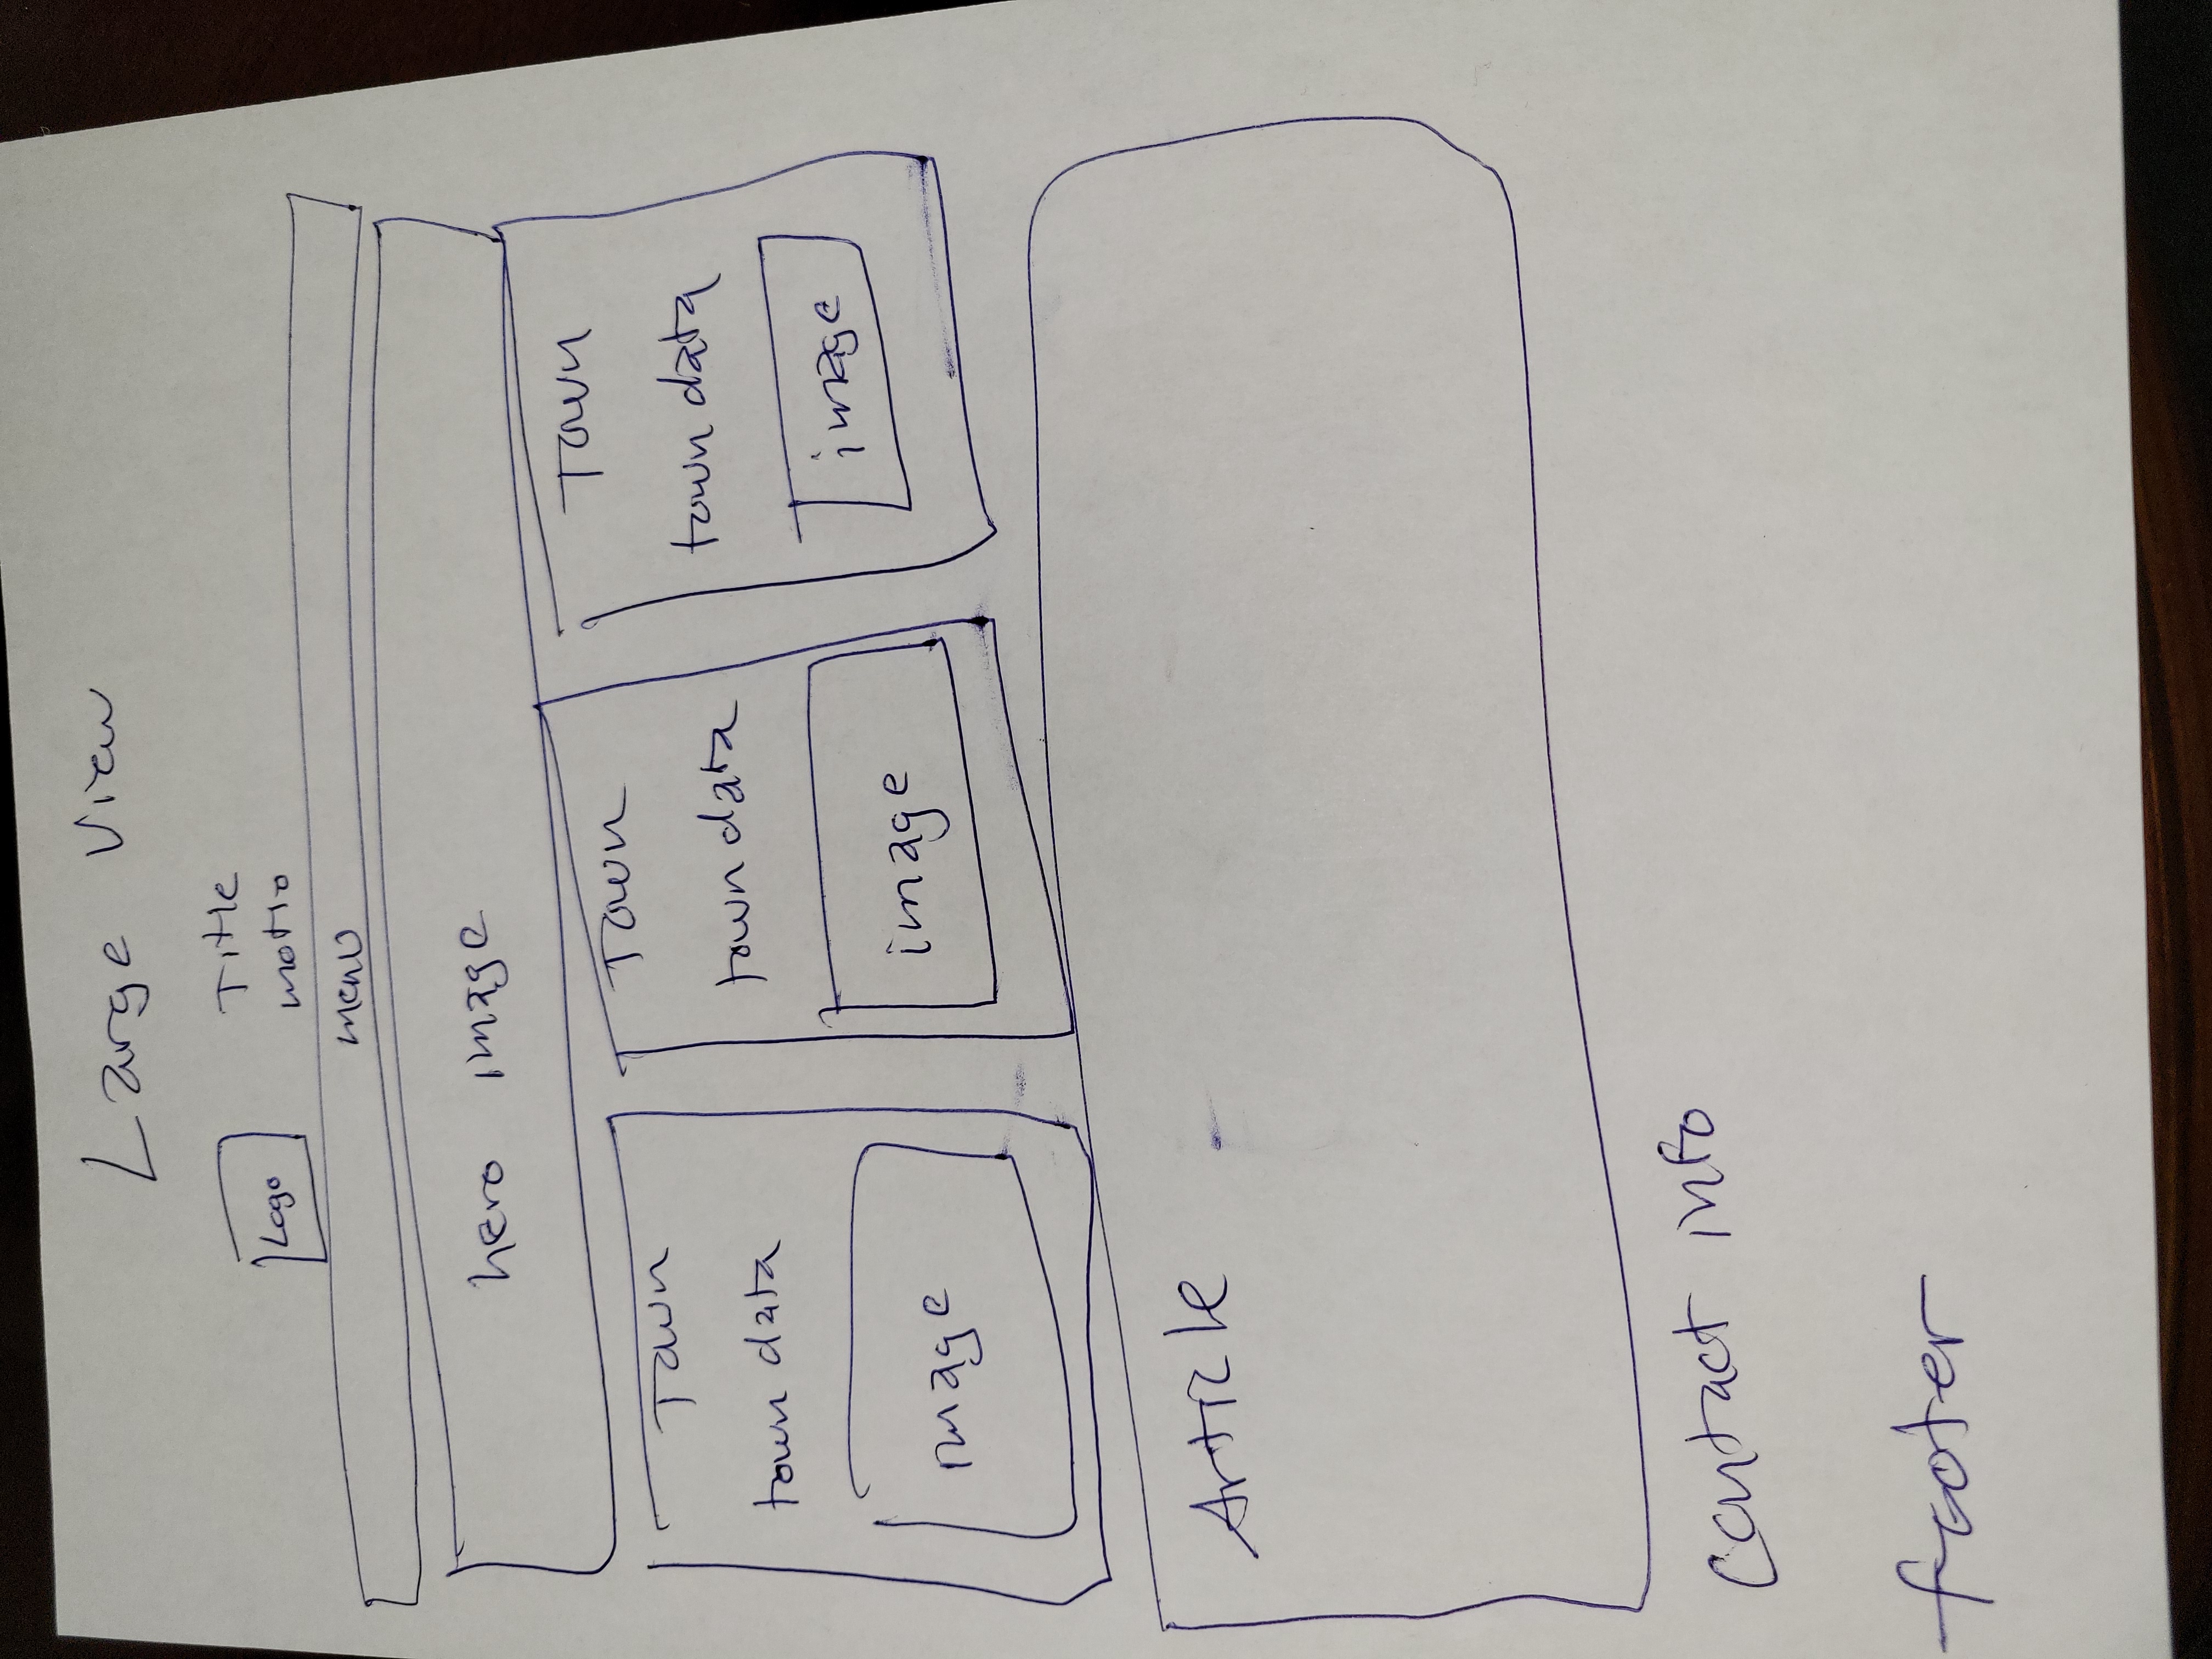 Large View
Logo
Title
motto
menu
hero image
Town
town data
image
Town
town data
image
Town
town data
image
Article
contact info
footer